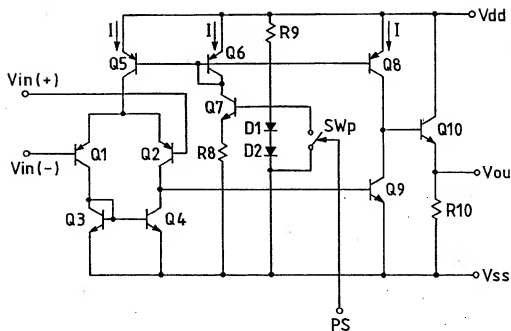 Vdd
I
I
I
R9
Q5
Q6
Q8
Vin(+)
Q7
SWp
Q10
D1
Vin(-)
Q1
Q2
R8
D2
Vou
Q3
Q4
Q9
R10
Vss
PS